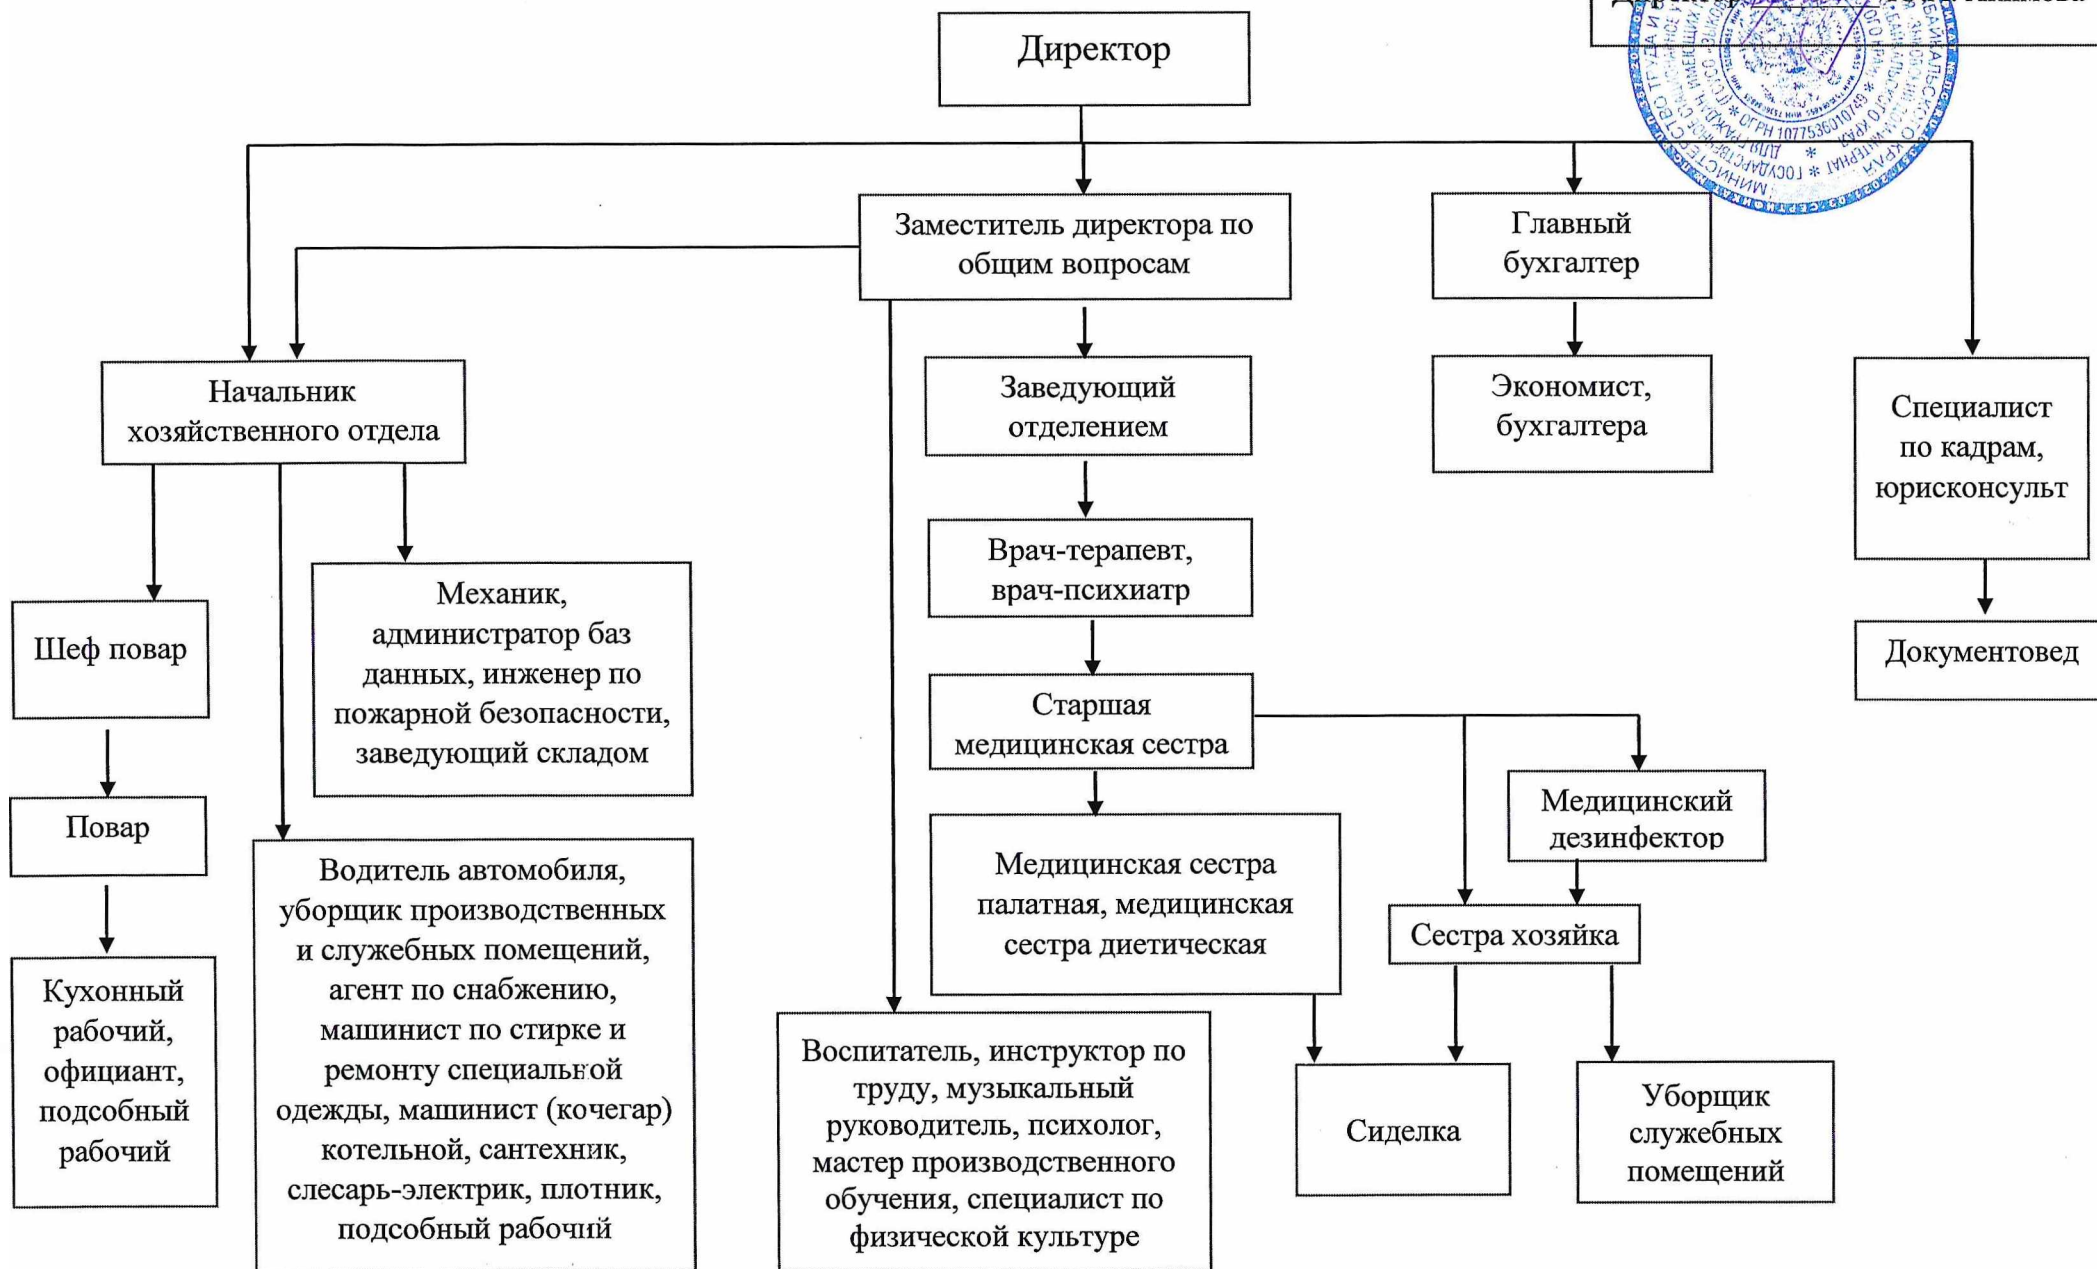 Директор
Заместитель директора по
общим вопросам
Главный
бухгалтер
Начальник
хозяйственного отдела
Заведующий
отделением
Экономист,
бухгалтера
Специалист
по кадрам,
юрисконсульт
Врач-терапевт,
врач-психиатр
Механик,
администратор баз
данных, инженер по
пожарной безопасности,
заведующий складом
Шеф повар
Документовед
Старшая
медицинская сестра
Повар
Медицинский
дезинфектор
Водитель автомобиля,
уборщик производственных
и служебных помещений,
агент по снабжению,
машинист по стирке и
ремонту специальной
одежды, машинист (кочегар)
котельной, сантехник,
слесарь-электрик, плотник,
подсобный рабочий
Медицинская сестра
палатная, медицинская
сестра диетическая
Сестра хозяйка
Кухонный
рабочий,
официант,
подсобный
рабочий
Воспитатель, инструктор по
труду, музыкальный
руководитель, психолог,
мастер производственного
обучения, специалист по
физической культуре
Сиделка
Уборщик
служебных
помещений
ОГРН 1077536010749